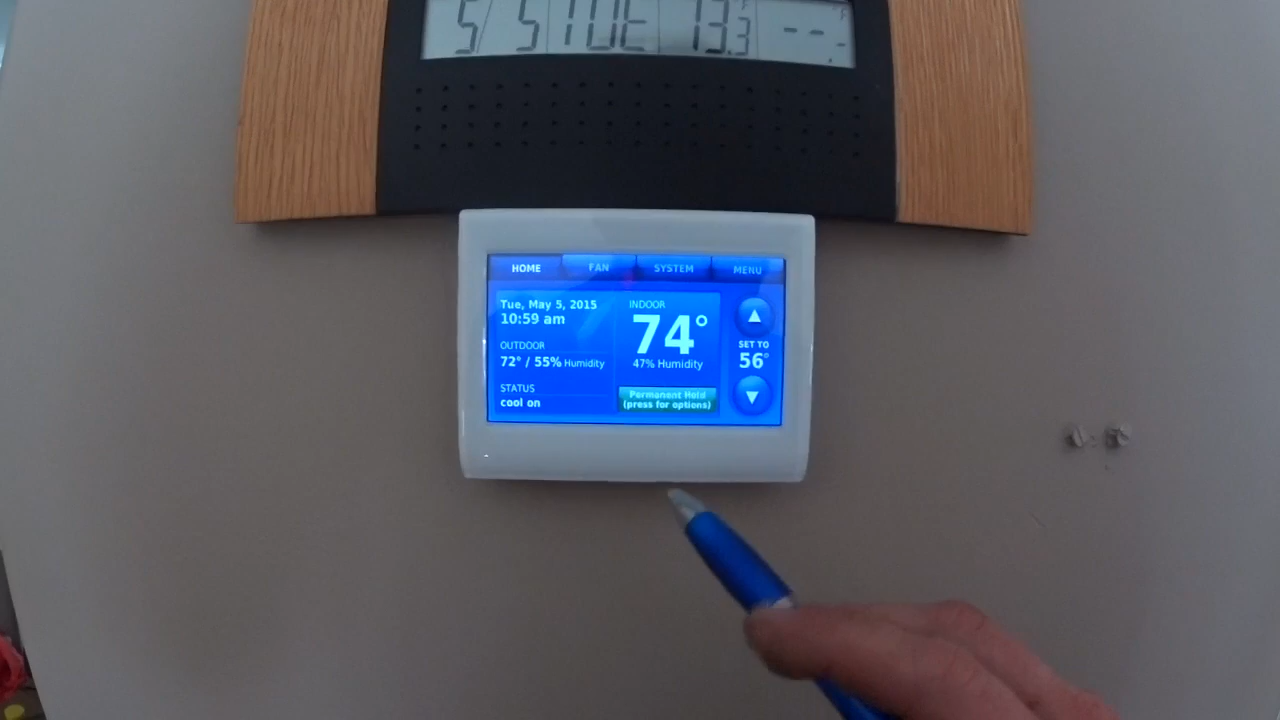 5/ 5 TUE 73.3°F --.-°F
HOME FAN SYSTEM MENU
Tue, May 5, 2015
10:59 am
OUTDOOR
72° / 55% Humidity
STATUS
cool on
INDOOR
74°
47% Humidity
Permanent Hold
(press for options)
SET TO
56°